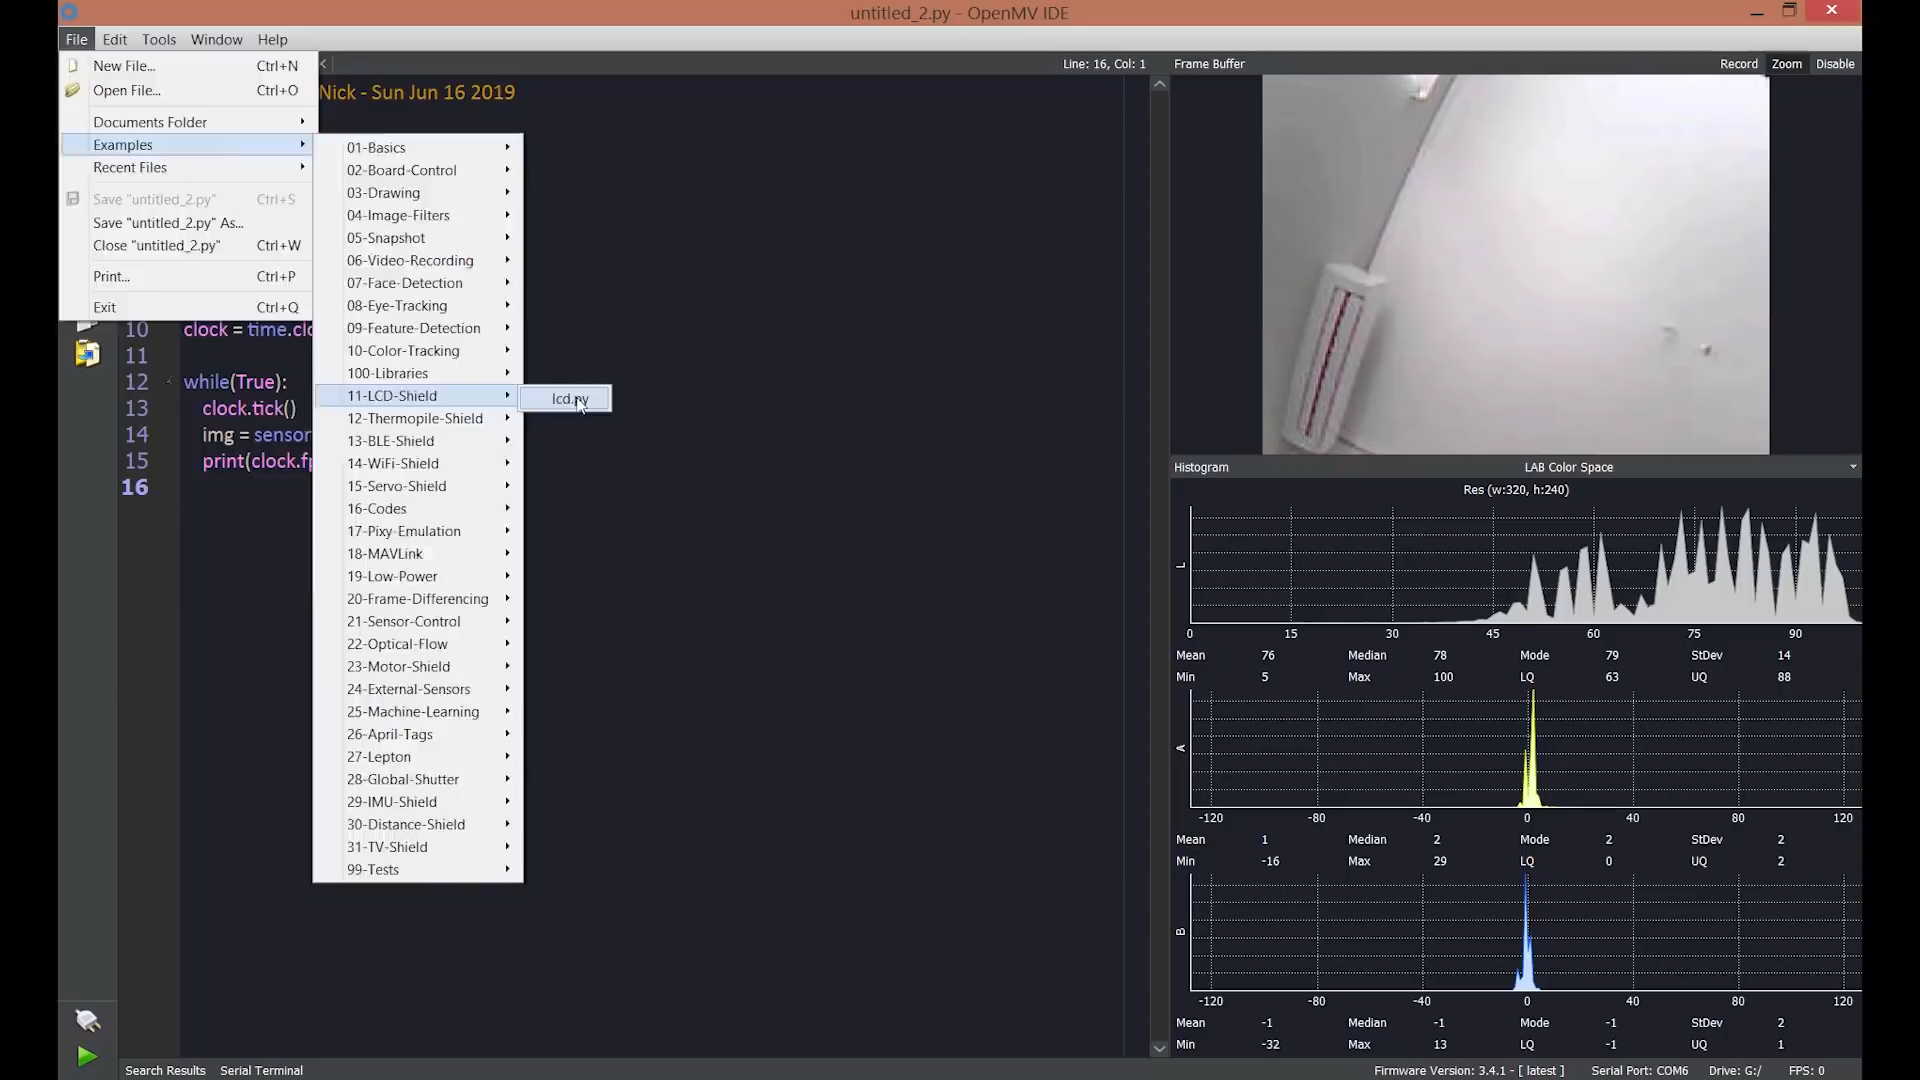 untitled_2.py - OpenMV IDE
File Edit Tools Window Help
New File... Ctrl+N
Open File... Ctrl+O
Documents Folder
Examples
Recent Files
Save "untitled_2.py" Ctrl+S
Save "untitled_2.py" As...
Close "untitled_2.py" Ctrl+W
Print... Ctrl+P
Exit Ctrl+Q
Line: 16, Col: 1
Nick - Sun Jun 16 2019
01-Basics
02-Board-Control
03-Drawing
04-Image-Filters
05-Snapshot
06-Video-Recording
07-Face-Detection
08-Eye-Tracking
09-Feature-Detection
10-Color-Tracking
100-Libraries
11-LCD-Shield
12-Thermopile-Shield
13-BLE-Shield
14-WiFi-Shield
15-Servo-Shield
16-Codes
17-Pixy-Emulation
18-MAVLink
19-Low-Power
20-Frame-Differencing
21-Sensor-Control
22-Optical-Flow
23-Motor-Shield
24-External-Sensors
25-Machine-Learning
26-April-Tags
27-Lepton
28-Global-Shutter
29-IMU-Shield
30-Distance-Shield
31-TV-Shield
99-Tests
lcd.py
10 clock = time.clo
11
12 while(True):
13 clock.tick()
14 img = sensor
15 print(clock.fp
16
Frame Buffer Record Zoom Disable
Histogram LAB Color Space
Res (w:320, h:240)
L
0 15 30 45 60 75 90
Mean 76 Median 78 Mode 79 StDev 14
Min 5 Max 100 LQ 63 UQ 88
A
-120 -80 -40 0 40 80 120
Mean 1 Median 2 Mode 2 StDev 2
Min -16 Max 29 LQ 0 UQ 2
B
-120 -80 -40 0 40 80 120
Mean -1 Median -1 Mode -1 StDev 2
Min -32 Max 13 LQ -1 UQ 1
Search Results Serial Terminal
Firmware Version: 3.4.1 - [ latest ] Serial Port: COM6 Drive: G:/ FPS: 0